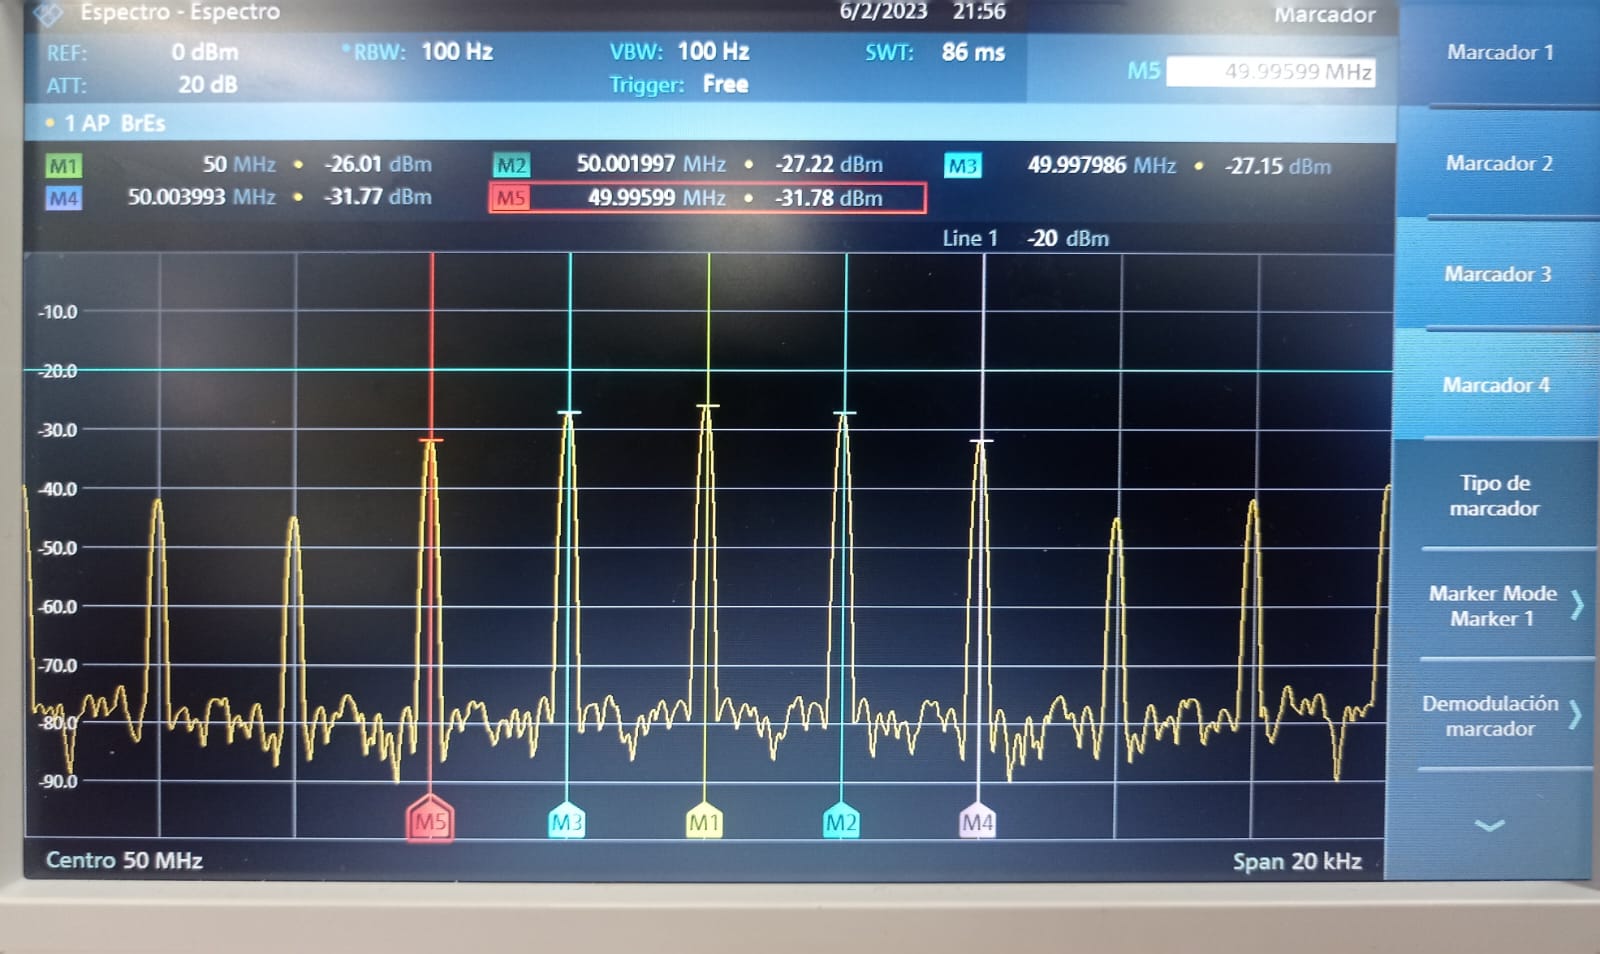 Espectro - Espectro 6/2/2023 21:56 Marcador
REF: 0 dBm *RBW: 100 Hz VBW: 100 Hz SWT: 86 ms M5 49.99599 MHz
ATT: 20 dB Trigger: Free
1 AP BrEs
M1 50 MHz • -26.01 dBm M2 50.001997 MHz • -27.22 dBm M3 49.997986 MHz • -27.15 dBm
M4 50.003993 MHz • -31.77 dBm M5 49.99599 MHz • -31.78 dBm
Line 1 -20 dBm
-10.0
-20.0
-30.0
-40.0
-50.0
-60.0
-70.0
-80.0
-90.0
M5 M3 M1 M2 M4
Centro 50 MHz Span 20 kHz
Marcador 1
Marcador 2
Marcador 3
Marcador 4
Tipo de
marcador
Marker Mode
Marker 1
Demodulación
marcador